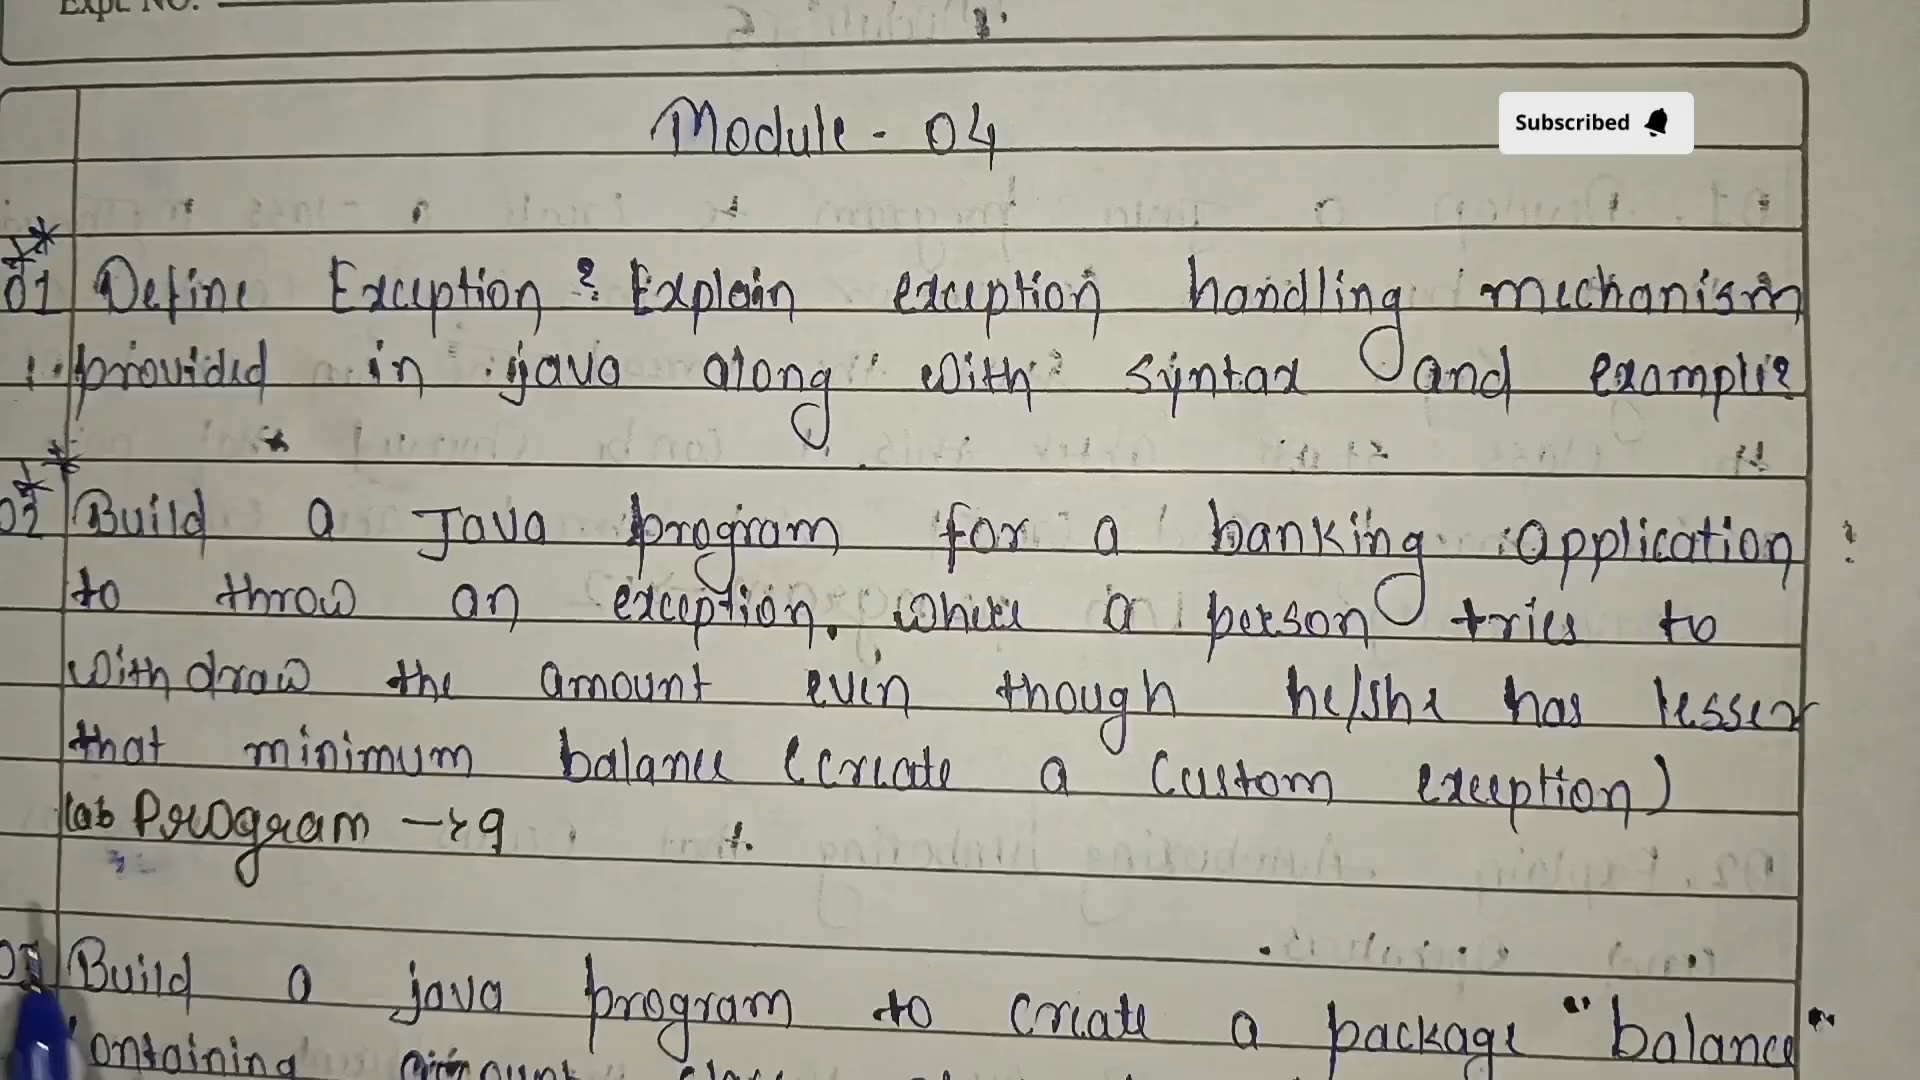 Expt. No.
Module - 04
Subscribed
01 Define Exception? Explain exception handling mechanism
provided in java along with syntax and example?
02 Build a Java program for a banking application
to throw an exception. where a person tries to
withdraw the amount even though he/she has lesser
that minimum balance (create a custom exception)
lab Program → 9
Build a java program to create a package "balance"
Containing